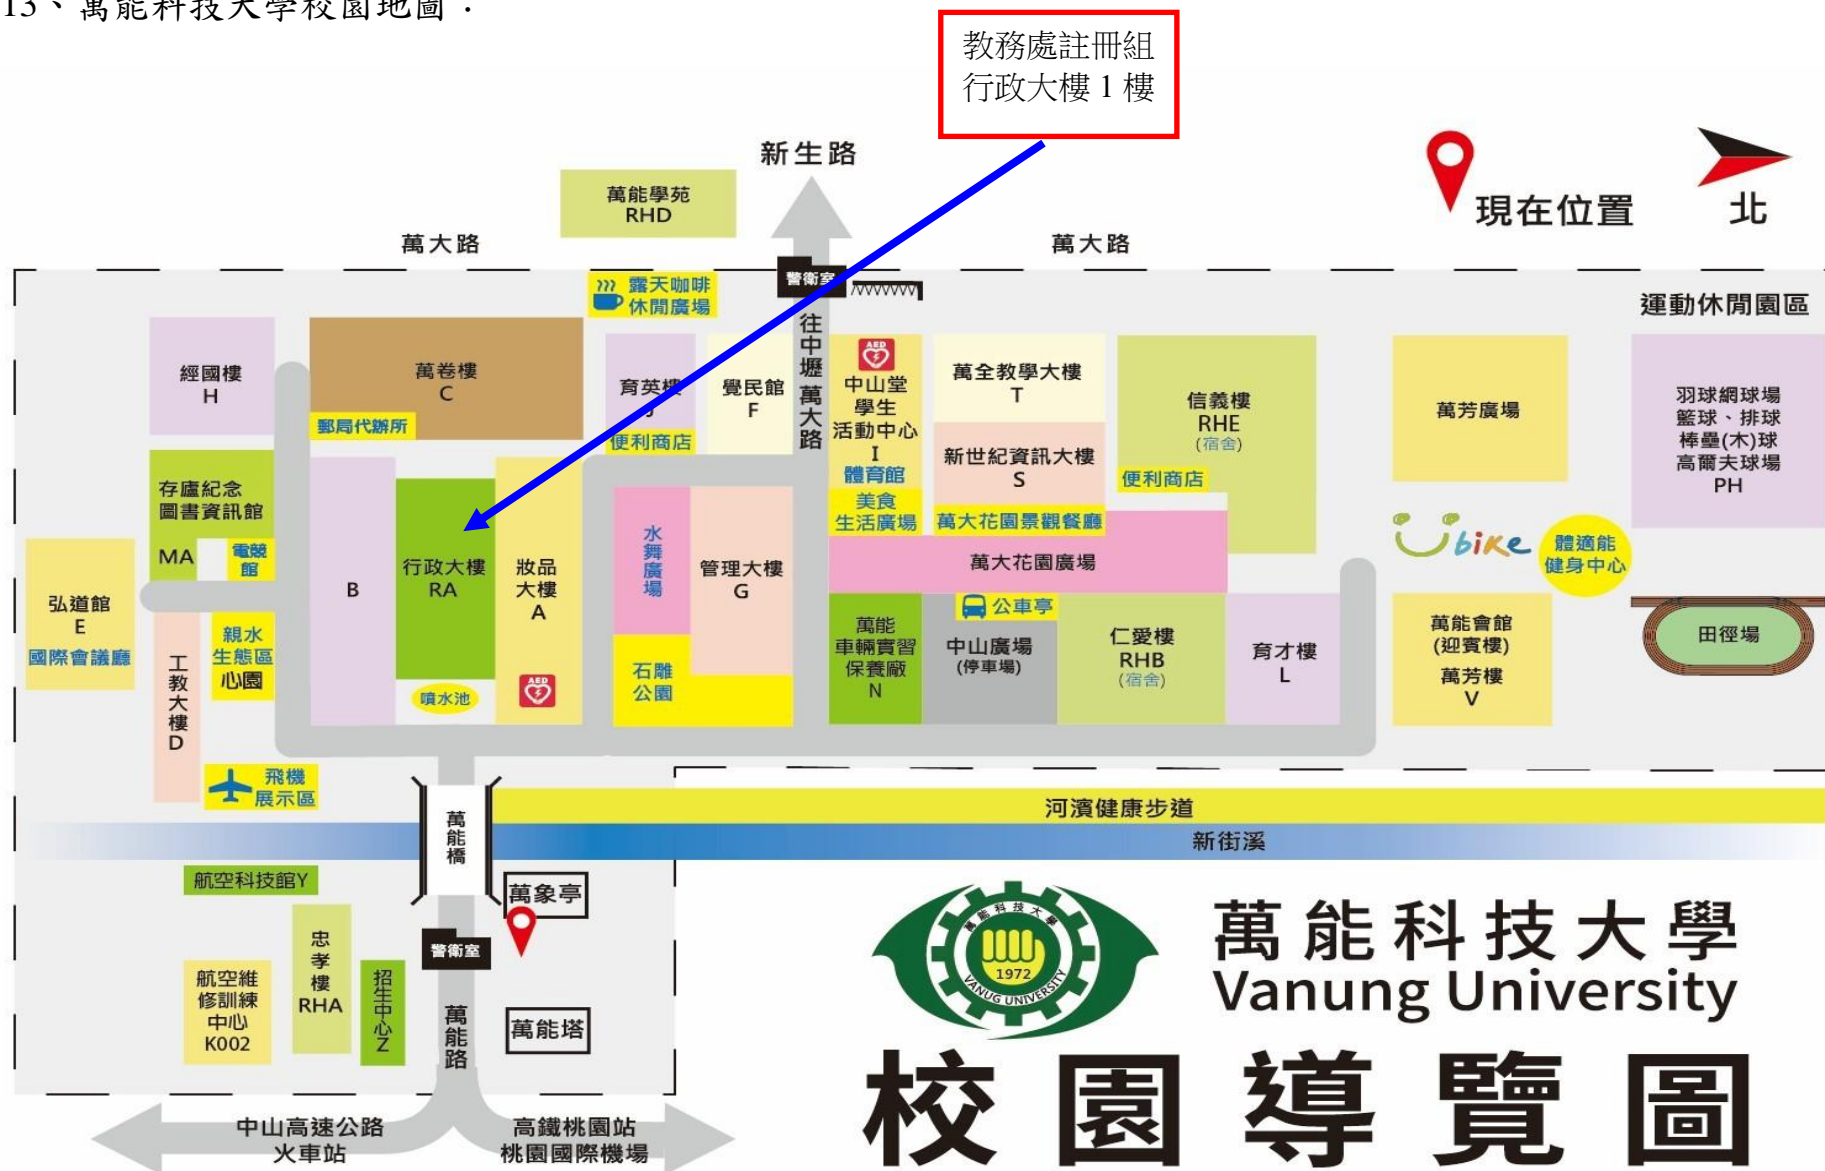 13、萬能科技大學校園地圖：
教務處註冊組
行政大樓 1 樓
新生路
萬能學苑
RHD
現在位置
北
萬大路
萬大路
警衛室
露天咖啡
休閒廣場
運動休閒園區
往中壢萬大路
經國樓
H
萬卷樓
C
郵局代辦所
育英樓
J
便利商店
覺民館
F
AED
中山堂
學生
活動中心
I
體育館
美食
生活廣場
萬全教學大樓
T
新世紀資訊大樓
S
萬大花園景觀餐廳
信義樓
RHE
(宿舍)
便利商店
萬芳廣場
羽球網球場
籃球、排球
棒壘(木)球
高爾夫球場
PH
存廬紀念
圖書資訊館
MA
電競
館
B
行政大樓
RA
噴水池
妝品
大樓
A
AED
水舞廣場
管理大樓
G
石雕
公園
萬大花園廣場
Ubike
體適能
健身中心
弘道館
E
國際會議廳
工教大樓D
親水
生態區
心園
萬能
車輛實習
保養廠
N
公車亭
中山廣場
(停車場)
仁愛樓
RHB
(宿舍)
育才樓
L
萬能會館
(迎賓樓)
萬芳樓
V
田徑場
飛機
展示區
萬能橋
河濱健康步道
新街溪
航空科技館Y
萬象亭
警衛室
忠孝樓
RHA
航空維
修訓練
中心
K002
招生中心Z
萬能路
萬能塔
中山高速公路
火車站
高鐵桃園站
桃園國際機場
萬能科技大學
1972
VANUG UNIVERSITY
萬能科技大學
Vanung University
校園導覽圖